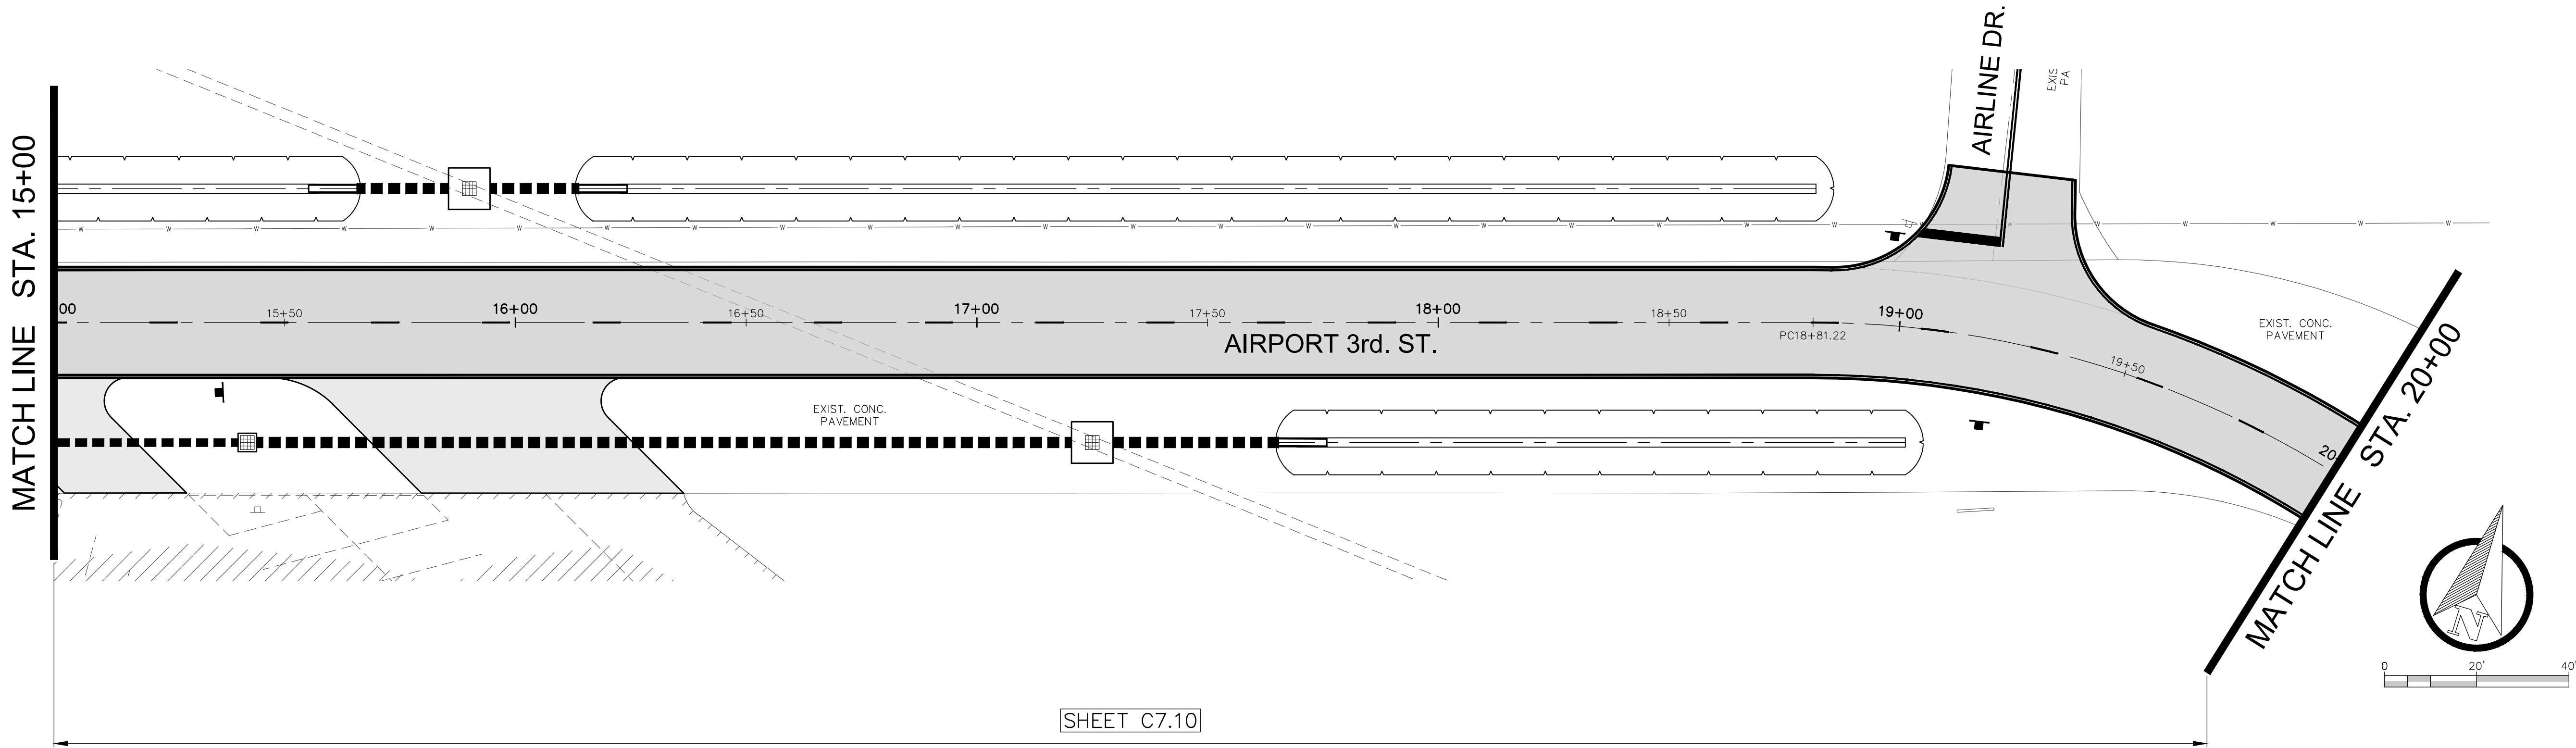 AIRLINE DR.
EXIS
PA
MATCH LINE STA. 15+00
W W W W W W W W W W W W W W W W W W W W W W W W W W W
00
15+50
16+00
16+50
17+00
17+50
18+00
18+50
19+00
19+50
20
AIRPORT 3rd. ST.
PC18+81.22
EXIST. CONC.
PAVEMENT
EXIST. CONC.
PAVEMENT
MATCH LINE STA. 20+00
N
0 20' 40'
SHEET C7.10